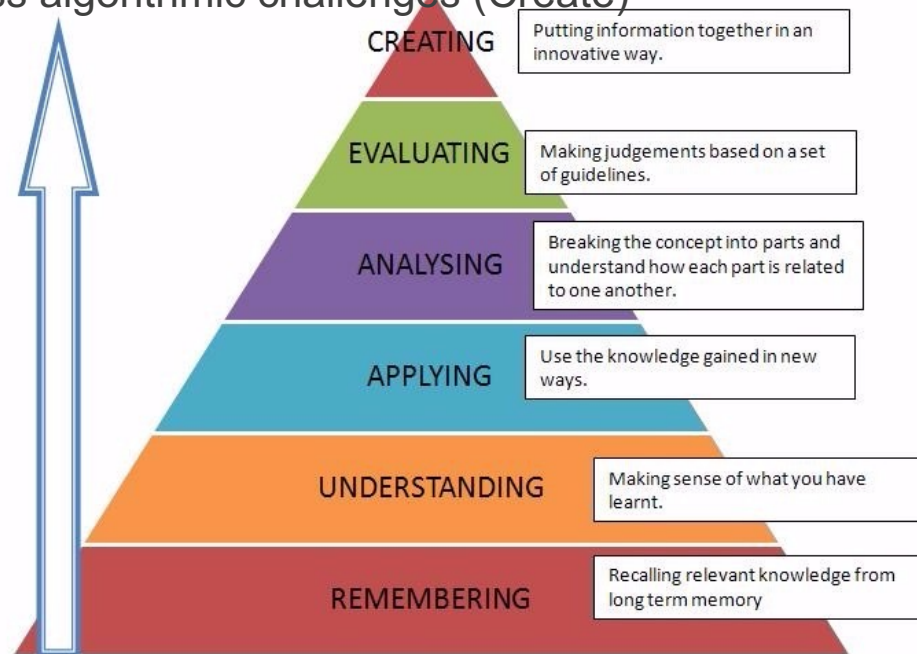 ss algorithmic challenges (Create)
CREATING
Putting information together in an
innovative way.
EVALUATING
Making judgements based on a set
of guidelines.
ANALYSING
Breaking the concept into parts and
understand how each part is related
to one another.
APPLYING
Use the knowledge gained in new
ways.
UNDERSTANDING
Making sense of what you have
learnt.
REMEMBERING
Recalling relevant knowledge from
long term memory